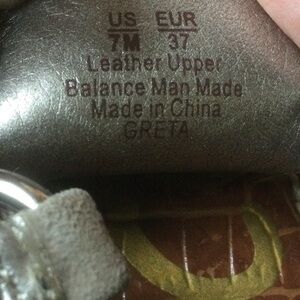 US EUR
7M 37
Leather Upper
Balance Man Made
Made in China
GRETA